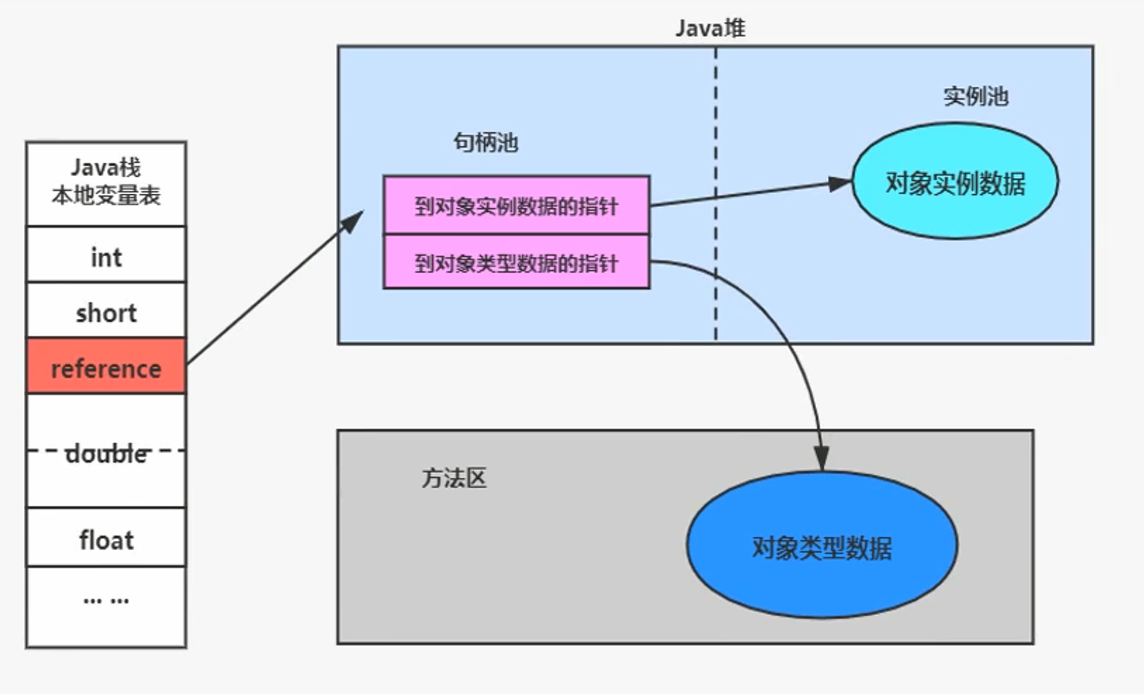 Java堆
实例池
句柄池
到对象实例数据的指针
到对象类型数据的指针
对象实例数据
Java栈
本地变量表
int
short
reference
double
float
... ...
方法区
对象类型数据